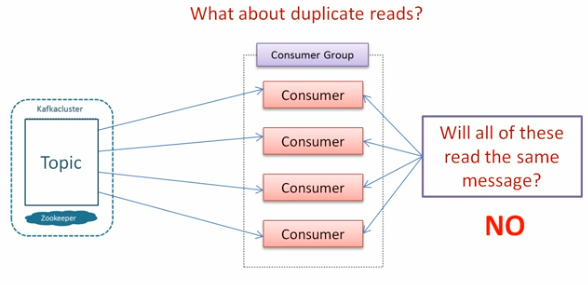 What about duplicate reads?
Consumer Group
Kafkacluster
Topic
Zookeeper
Consumer
Consumer
Consumer
Consumer
Will all of these
read the same
message?
NO